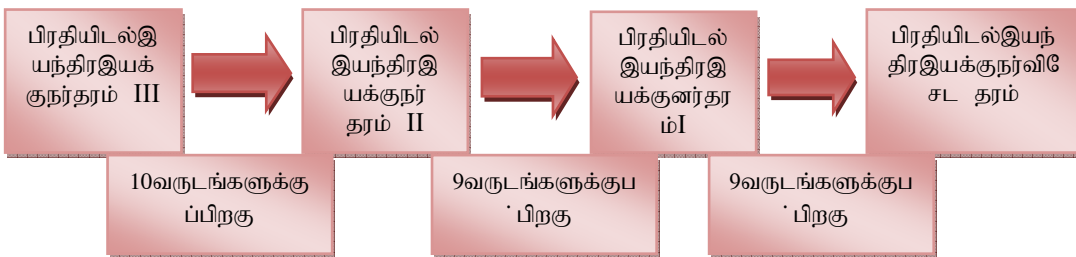 பிரதியிடல்இ
யந்திரஇயக்
குநர்தரம் III
பிரதியிடல்
இயந்திரஇ
யக்குநர்
தரம் II
பிரதியிடல்
இயந்திரஇ
யக்குனர்தர
ம்I
பிரதியிடல்இயந்
திரஇயக்குநர்விசே
சட தரம்
10வருடங்களுக்கு
ப்பிறகு
9வருடங்களுக்குப
்பிறகு
9வருடங்களுக்குப
்பிறகு